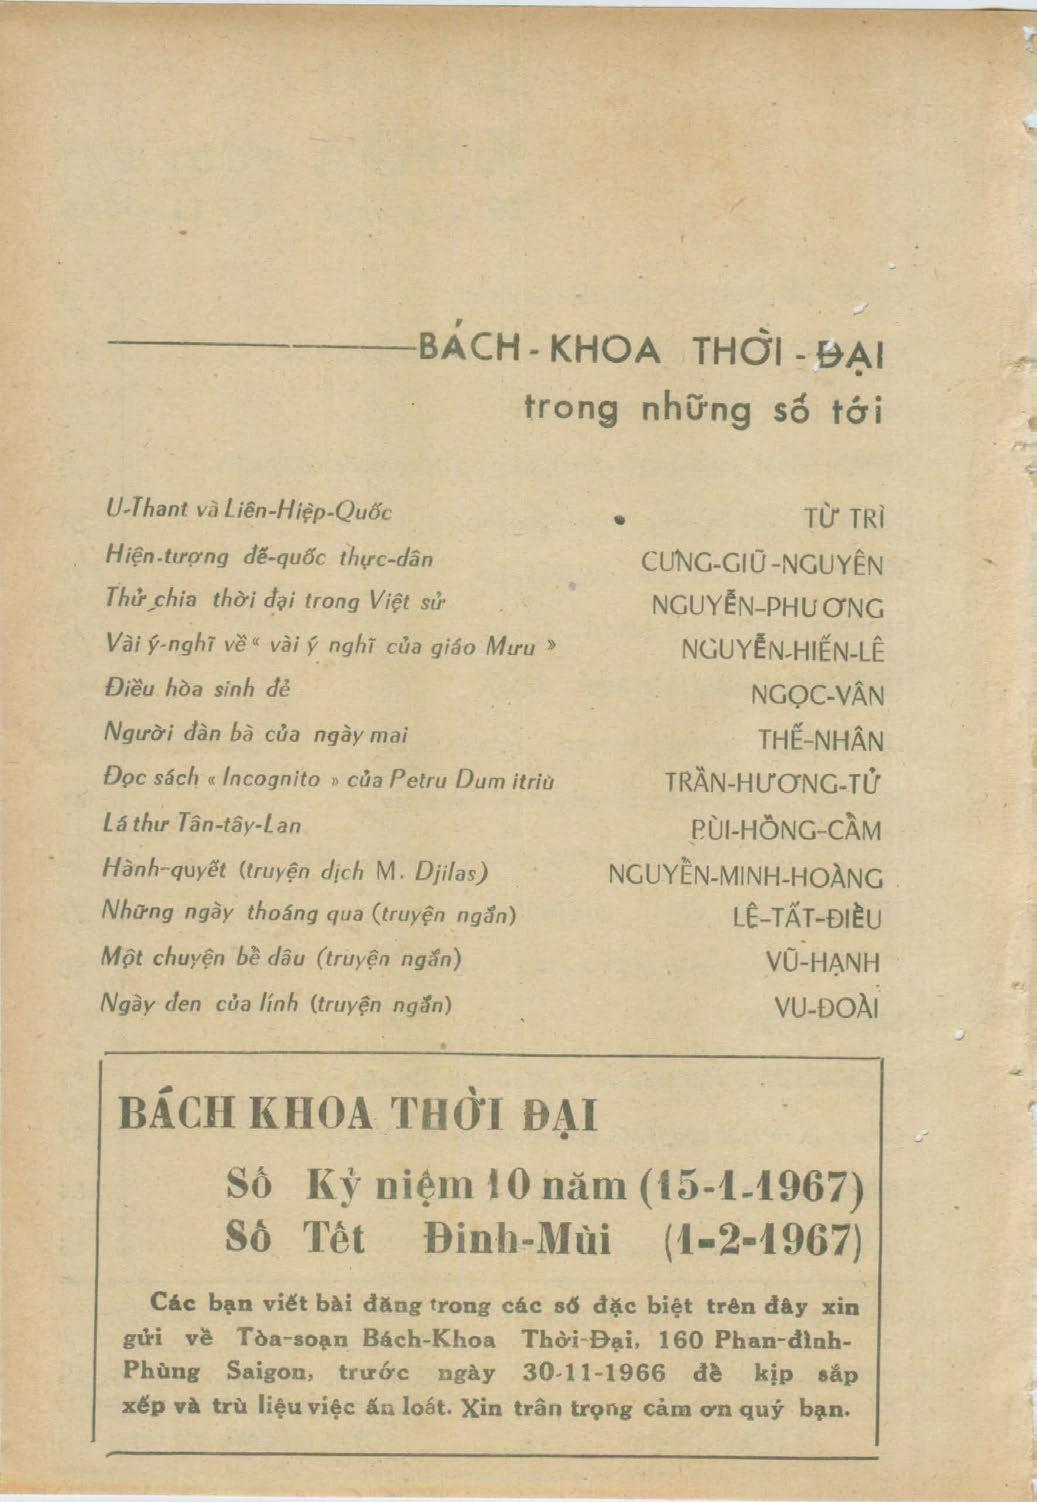 BÁCH-KHOA THỜI-ĐẠI
trong những số tới
U-Thant và Liên-Hiệp-Quốc TỪ TRÌ
Hiện-tượng đế-quốc thực-dân CUNG-GIŨ-NGUYÊN
Thử chia thời đại trong Việt sử NGUYỄN-PHƯƠNG
Vài ý-nghĩ về « vài ý nghĩ của giáo Mưu » NGUYỄN-HIẾN-LÊ
Điều hòa sinh đẻ NGỌC-VÂN
Người đàn bà của ngày mai THẾ-NHÂN
Đọc sách « Incognito » của Petru Dum itriù TRẦN-HƯƠNG-TỬ
Lá thư Tân-tây-Lan BÙI-HỒNG-CẦM
Hành-quyết (truyện dịch M. Djilas) NGUYỄN-MINH-HOÀNG
Những ngày thoáng qua (truyện ngắn) LÊ-TẤT-ĐIỀU
Một chuyện bể dâu (truyện ngắn) VŨ-HẠNH
Ngày đen của lính (truyện ngắn) VU-ĐOÀI
BÁCH KHOA THỜI ĐẠI
Số Kỷ niệm 10 năm (15-1-1967)
Số Tết Đinh-Mùi (1-2-1967)
Các bạn viết bài đăng trong các số đặc biệt trên đây xin
gửi về Tòa-soạn Bách-Khoa Thời-Đại, 160 Phan-đình-
Phùng Saigon, trước ngày 30-11-1966 để kịp sắp
xếp và trù liệu việc ấn loát. Xin trân trọng cảm ơn quý bạn.